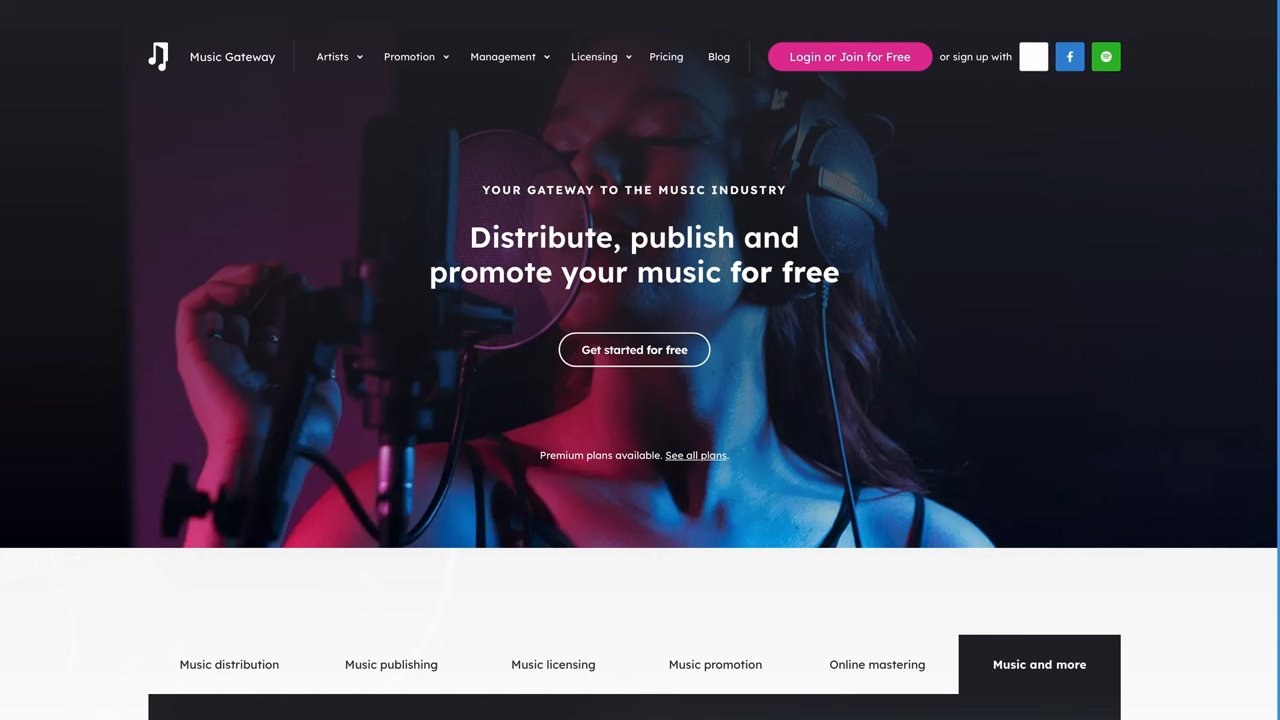 Music Gateway
Artists
Promotion
Management
Licensing
Pricing
Blog
Login or Join for Free
or sign up with
YOUR GATEWAY TO THE MUSIC INDUSTRY
Distribute, publish and
promote your music for free
Get started for free
Premium plans available. See all plans.
Music distribution
Music publishing
Music licensing
Music promotion
Online mastering
Music and more